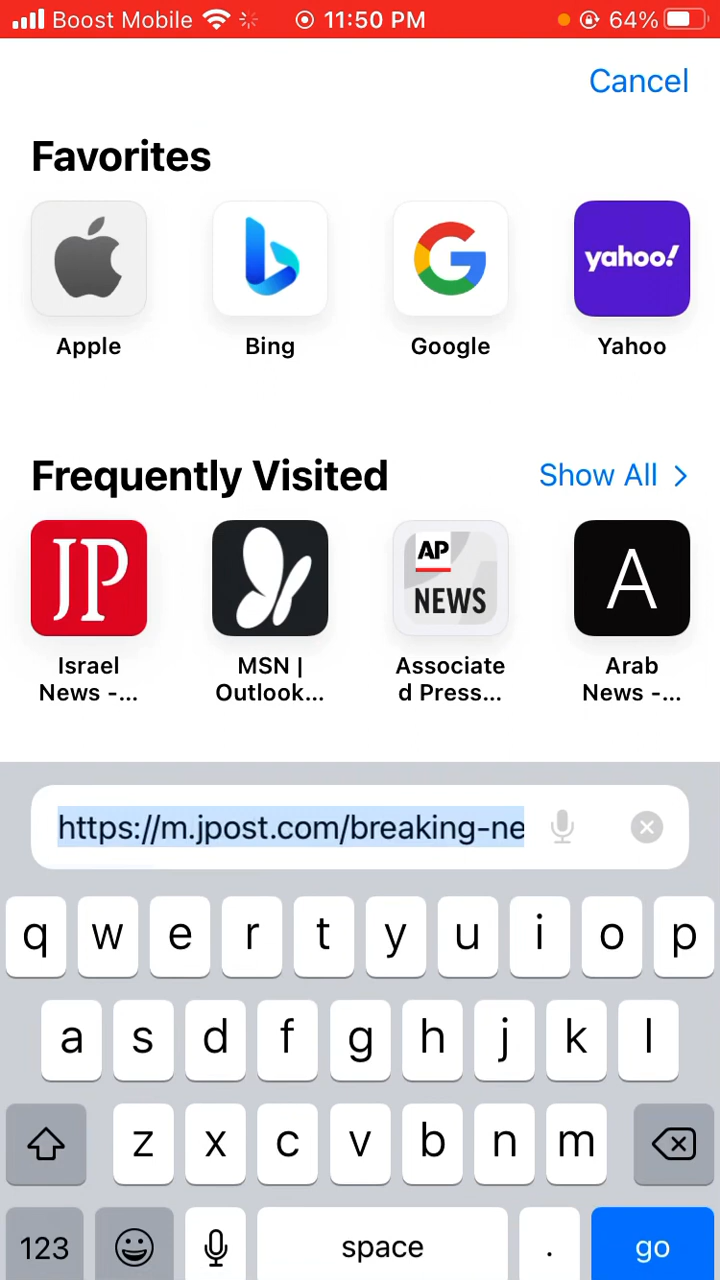 Boost Mobile 11:50 PM 64%
Cancel
Favorites
yahoo!
Apple Bing Google Yahoo
Frequently Visited Show All
JP AP NEWS A
Israel News -... MSN | Outlook... Associate d Press... Arab News -...
https://m.jpost.com/breaking-ne
q w e r t y u i o p
a s d f g h j k l
z x c v b n m
123 space . go